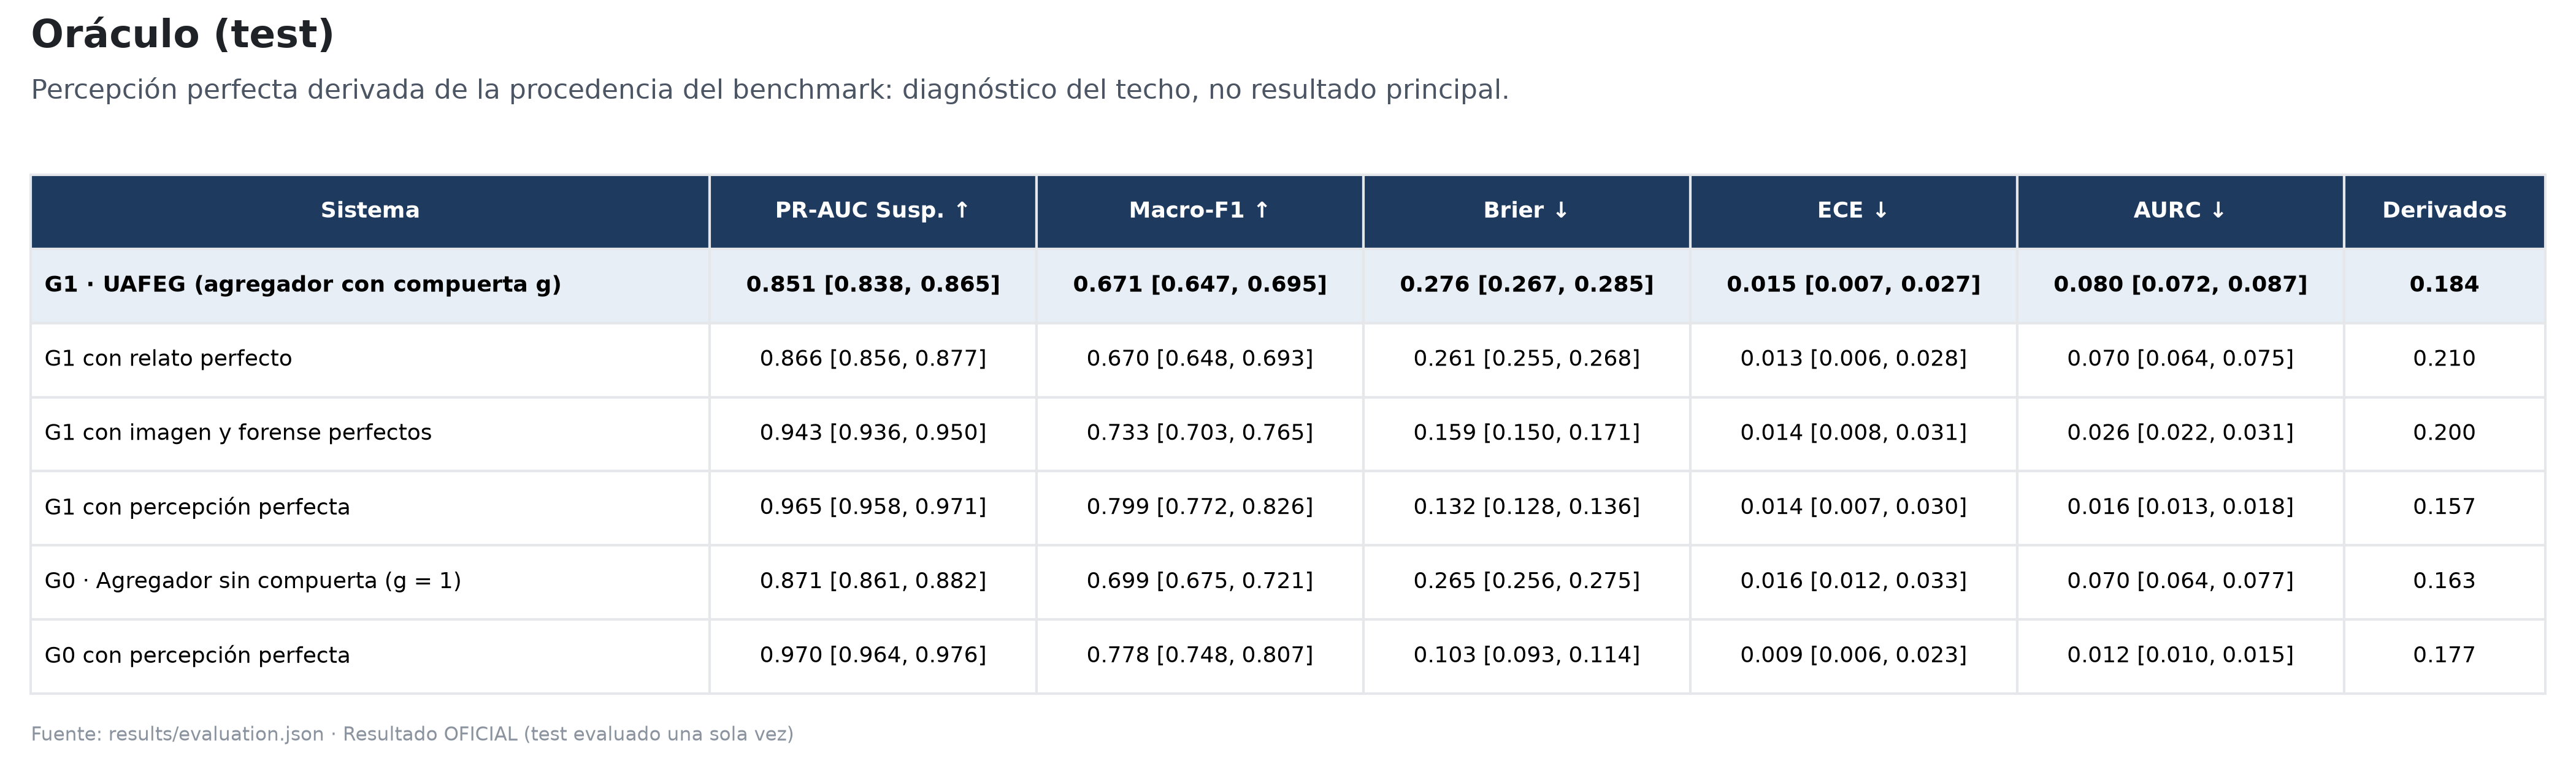 Oráculo (test)
Percepción perfecta derivada de la procedencia del benchmark: diagnóstico del techo, no resultado principal.
Sistema PR-AUC Susp. ↑ Macro-F1 ↑ Brier ↓ ECE ↓ AURC ↓ Derivados
G1 · UAFEG (agregador con compuerta g) 0.851 [0.838, 0.865] 0.671 [0.647, 0.695] 0.276 [0.267, 0.285] 0.015 [0.007, 0.027] 0.080 [0.072, 0.087] 0.184
G1 con relato perfecto 0.866 [0.856, 0.877] 0.670 [0.648, 0.693] 0.261 [0.255, 0.268] 0.013 [0.006, 0.028] 0.070 [0.064, 0.075] 0.210
G1 con imagen y forense perfectos 0.943 [0.936, 0.950] 0.733 [0.703, 0.765] 0.159 [0.150, 0.171] 0.014 [0.008, 0.031] 0.026 [0.022, 0.031] 0.200
G1 con percepción perfecta 0.965 [0.958, 0.971] 0.799 [0.772, 0.826] 0.132 [0.128, 0.136] 0.014 [0.007, 0.030] 0.016 [0.013, 0.018] 0.157
G0 · Agregador sin compuerta (g = 1) 0.871 [0.861, 0.882] 0.699 [0.675, 0.721] 0.265 [0.256, 0.275] 0.016 [0.012, 0.033] 0.070 [0.064, 0.077] 0.163
G0 con percepción perfecta 0.970 [0.964, 0.976] 0.778 [0.748, 0.807] 0.103 [0.093, 0.114] 0.009 [0.006, 0.023] 0.012 [0.010, 0.015] 0.177
Fuente: results/evaluation.json · Resultado OFICIAL (test evaluado una sola vez)